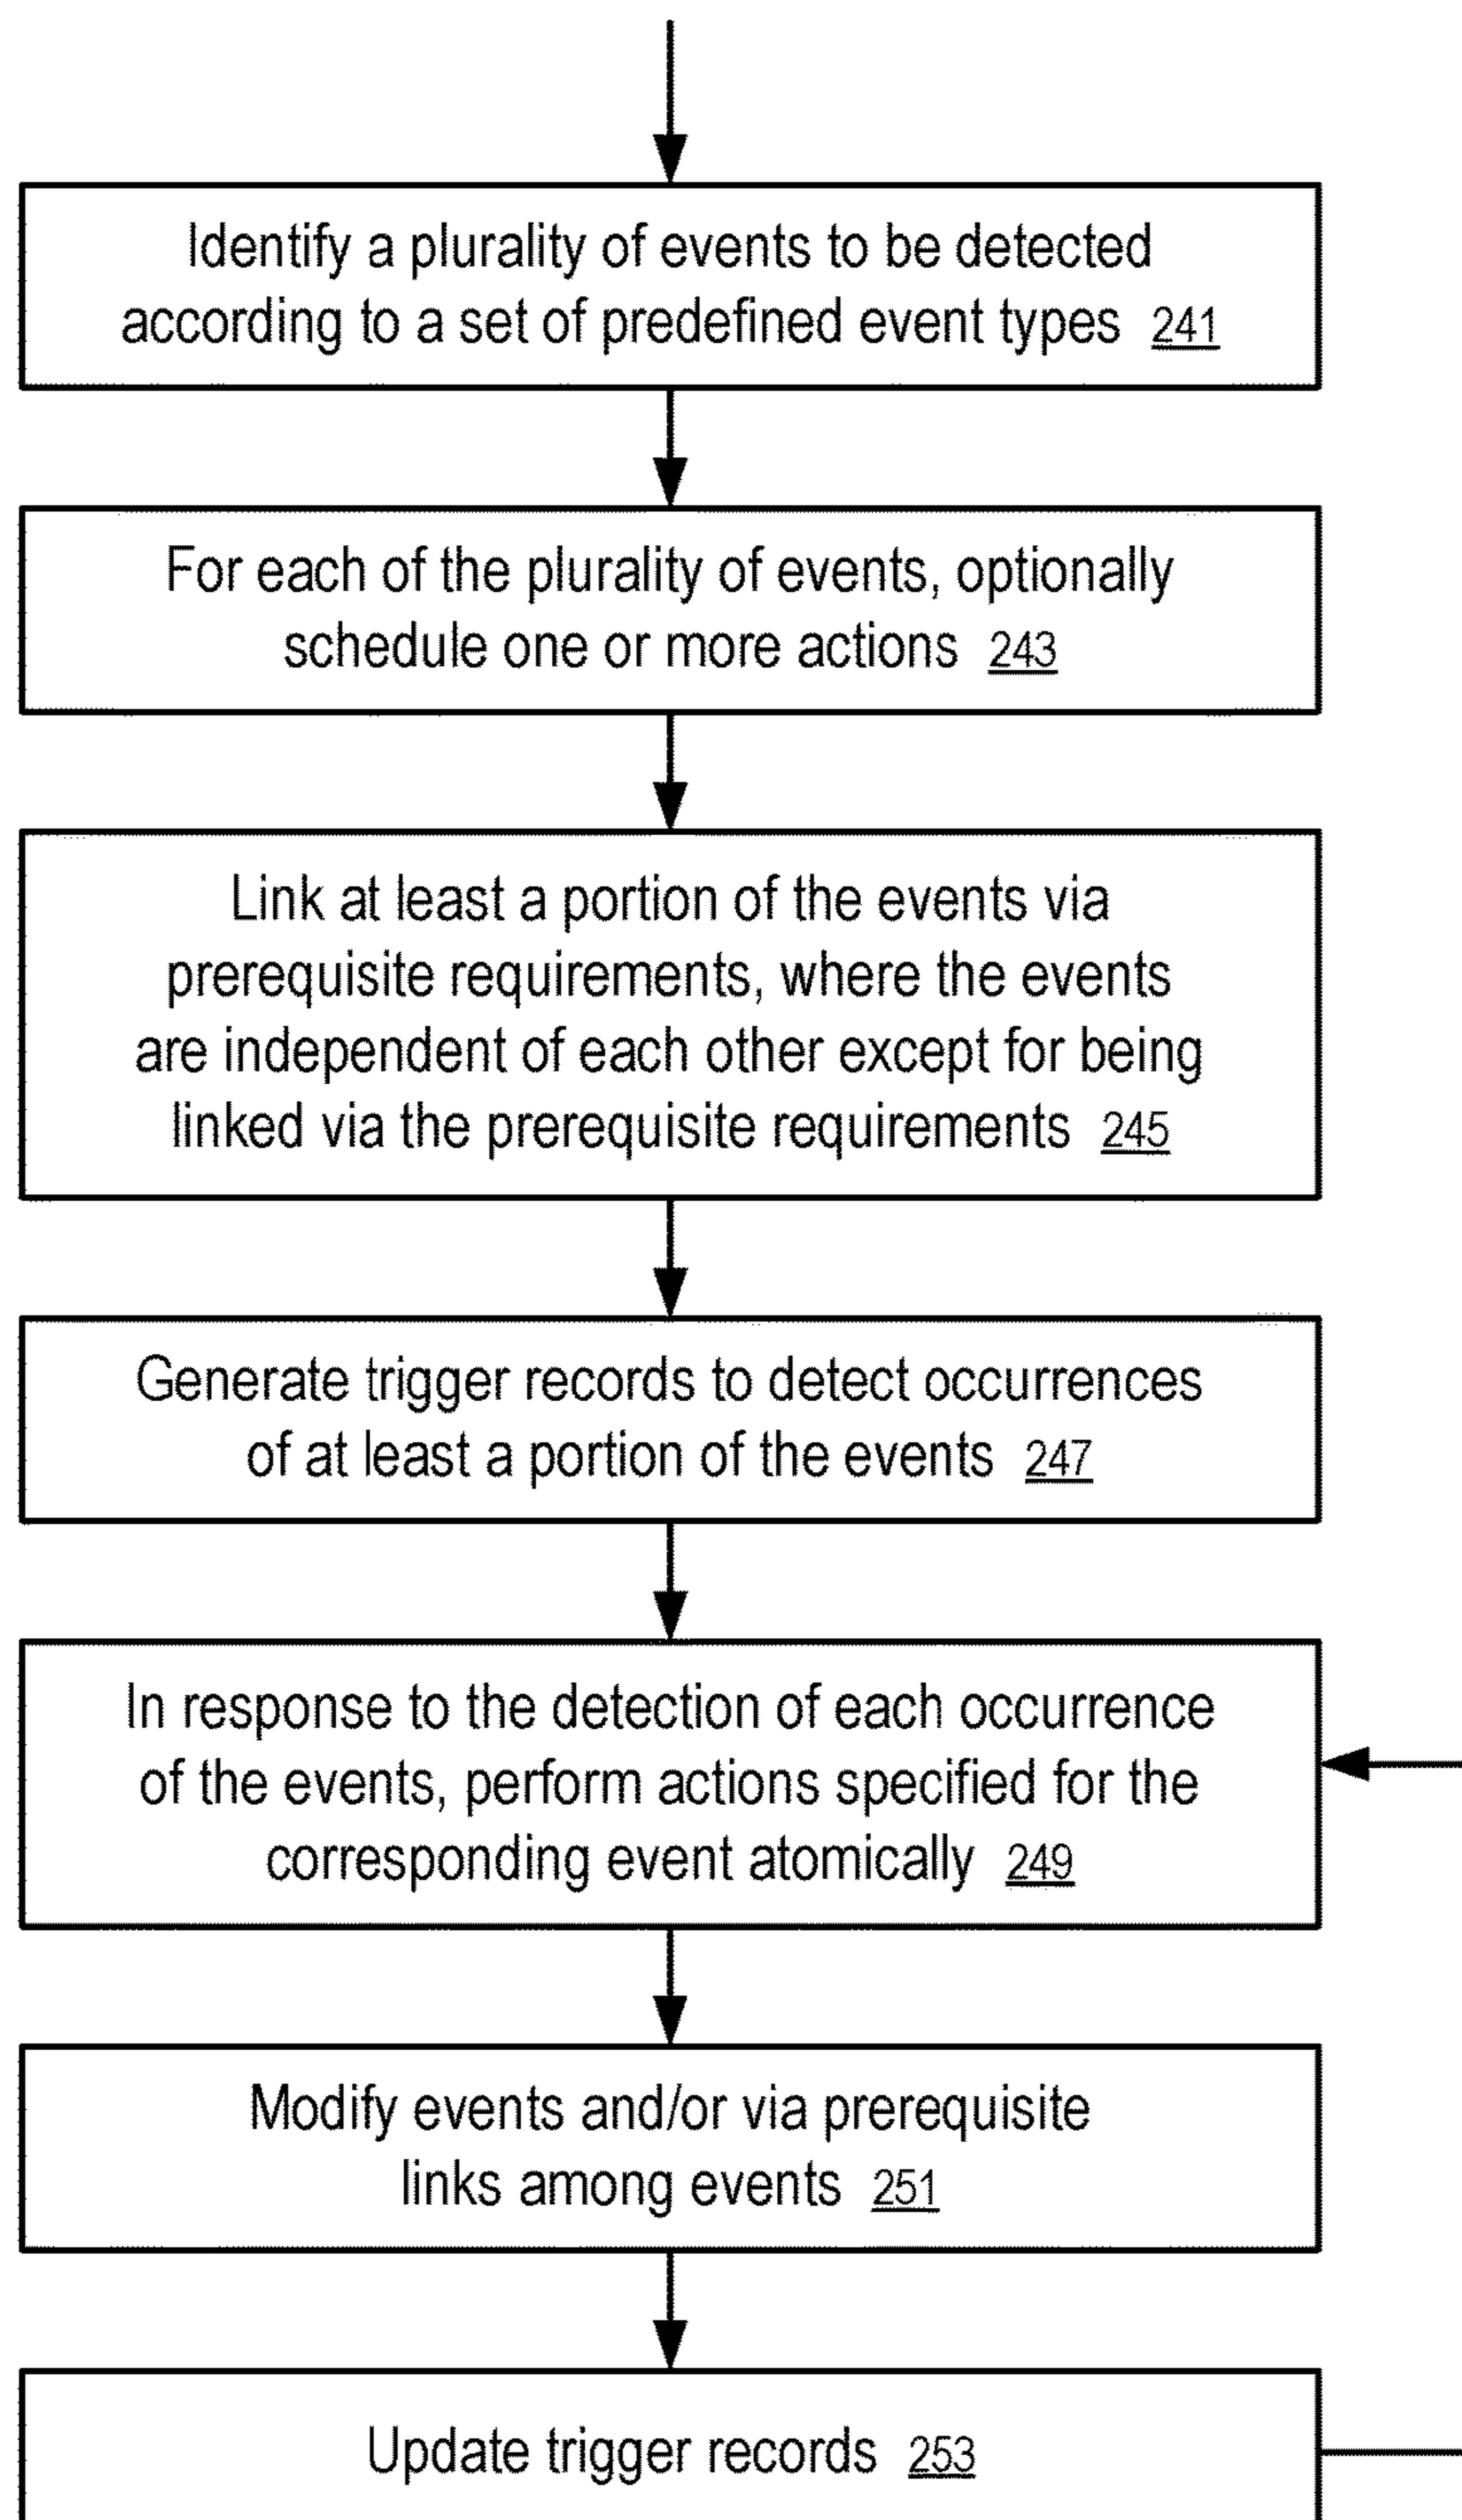 Identify a plurality of events to be detected
according to a set of predefined event types 241
For each of the plurality of events, optionally
schedule one or more actions 243
Link at least a portion of the events via
prerequisite requirements, where the events
are independent of each other except for being
linked via the prerequisite requirements 245
Generate trigger records to detect occurrences
of at least a portion of the events 247
In response to the detection of each occurrence
of the events, perform actions specified for the
corresponding event atomically 249
Modify events and/or via prerequisite
links among events 251
Update trigger records 253